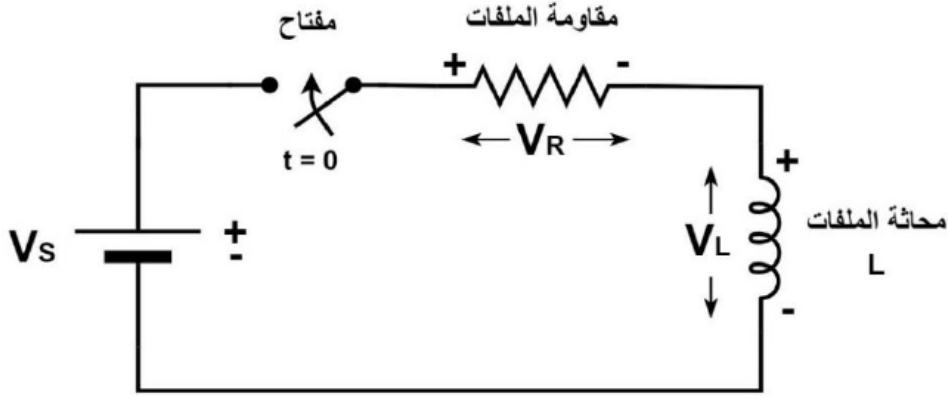 مفتاح
مقاومة الملفات
+ -
VR
t = 0
+
VS
+
-
VL
محاثة الملفات
L
-